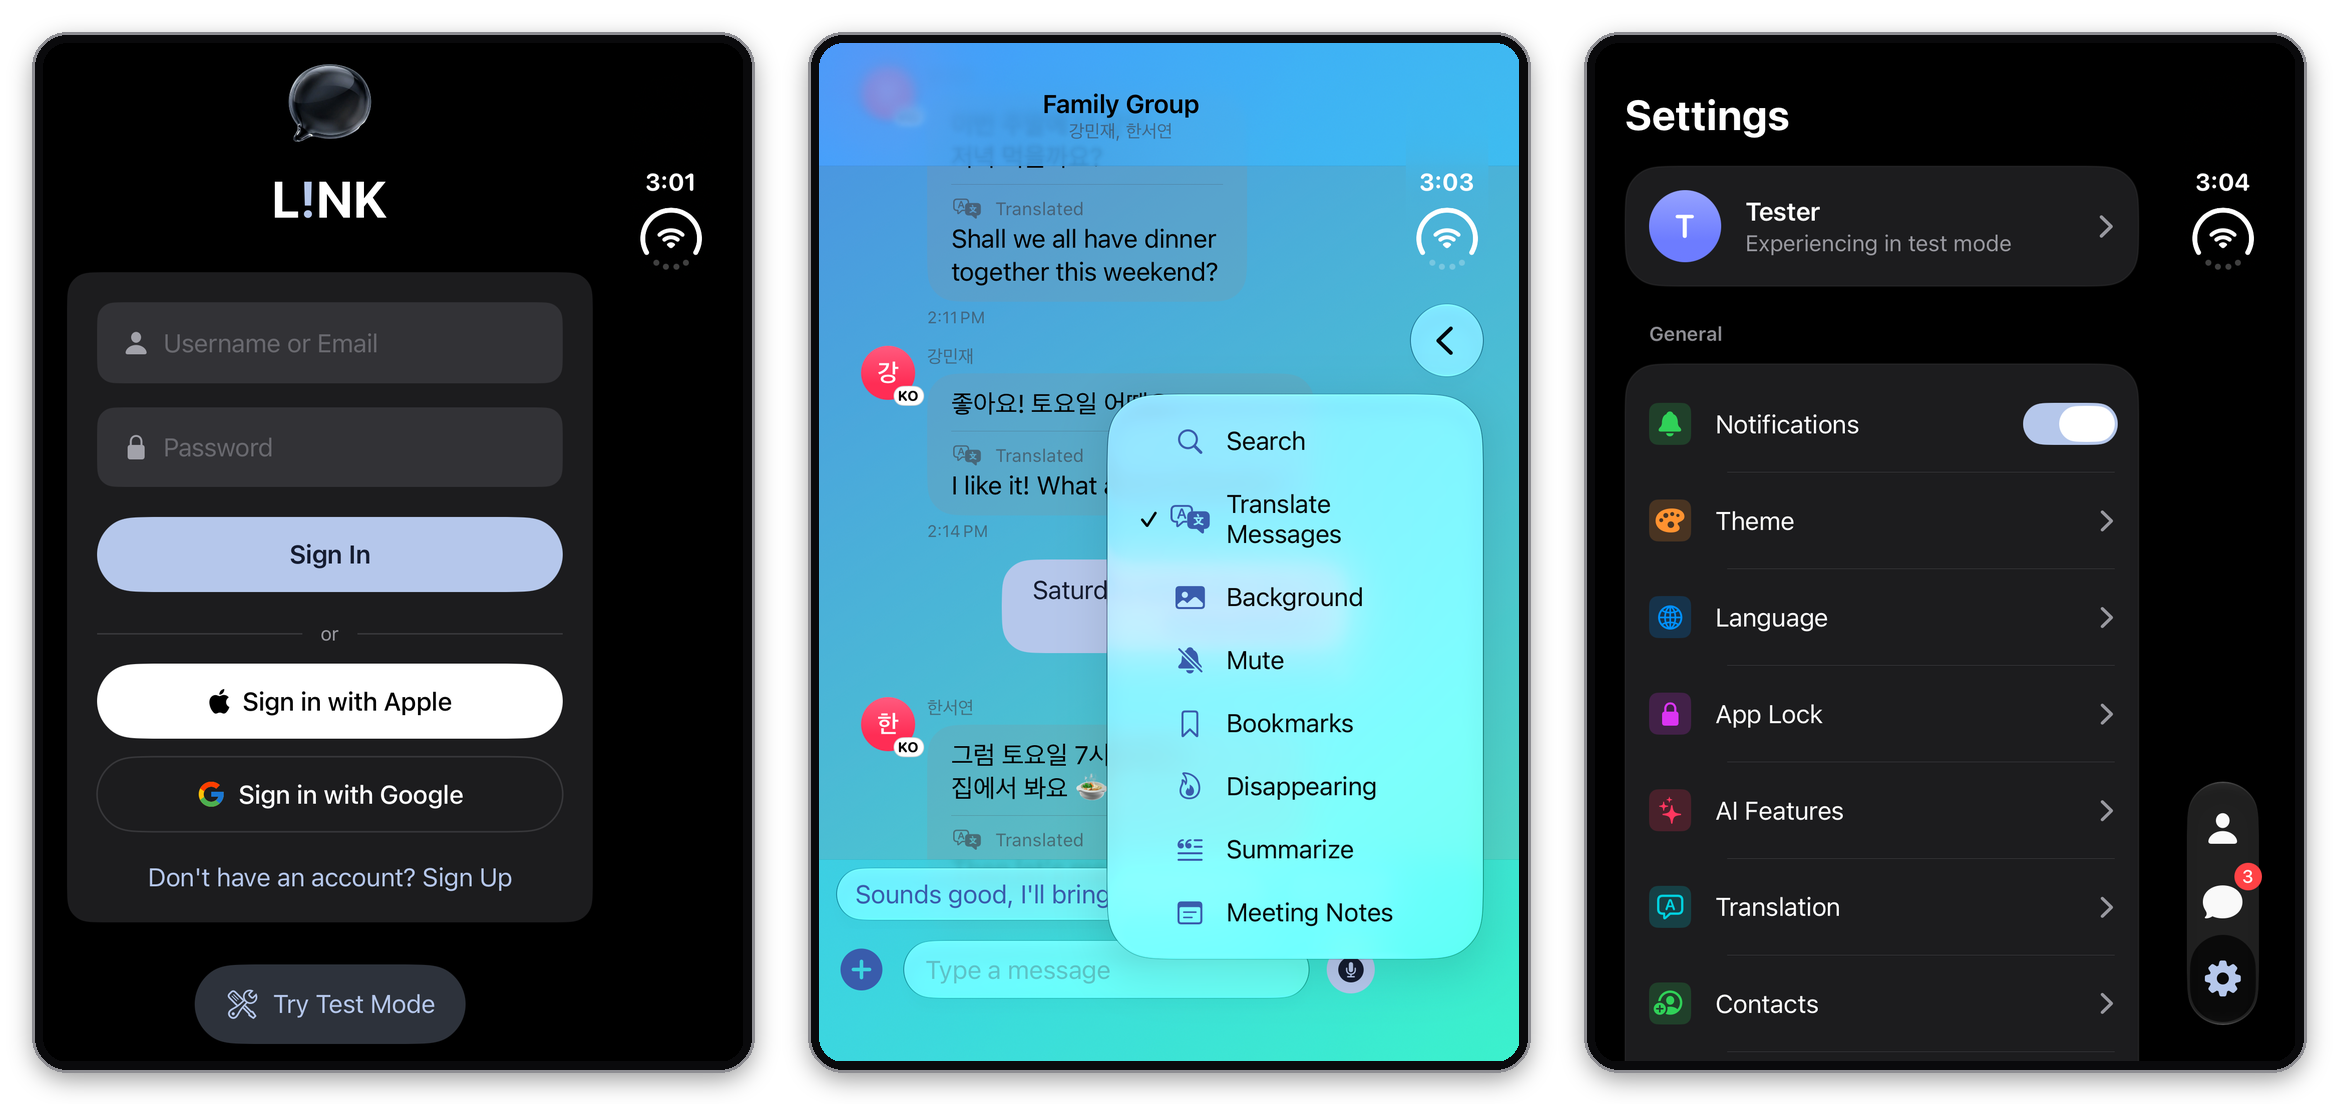 L!NK
3:01
Username or Email
Password
Sign In
or
Sign in with Apple
Sign in with Google
Don't have an account? Sign Up
Try Test Mode
Family Group
강민재, 한서연
저녁 먹을까요?
3:03
Translated
Shall we all have dinner
together this weekend?
2:11 PM
강민재
강
KO
좋아요! 토요일
Translated
I like it! What
2:14 PM
Saturd
한서연
한
KO
그럼 토요일 7시
집에서 봐요
Translated
Sounds good, I'll bring
Type a message
Search
Translate
Messages
Background
Mute
Bookmarks
Disappearing
Summarize
Meeting Notes
Settings
3:04
T
Tester
Experiencing in test mode
General
Notifications
Theme
Language
App Lock
AI Features
Translation
Contacts
3